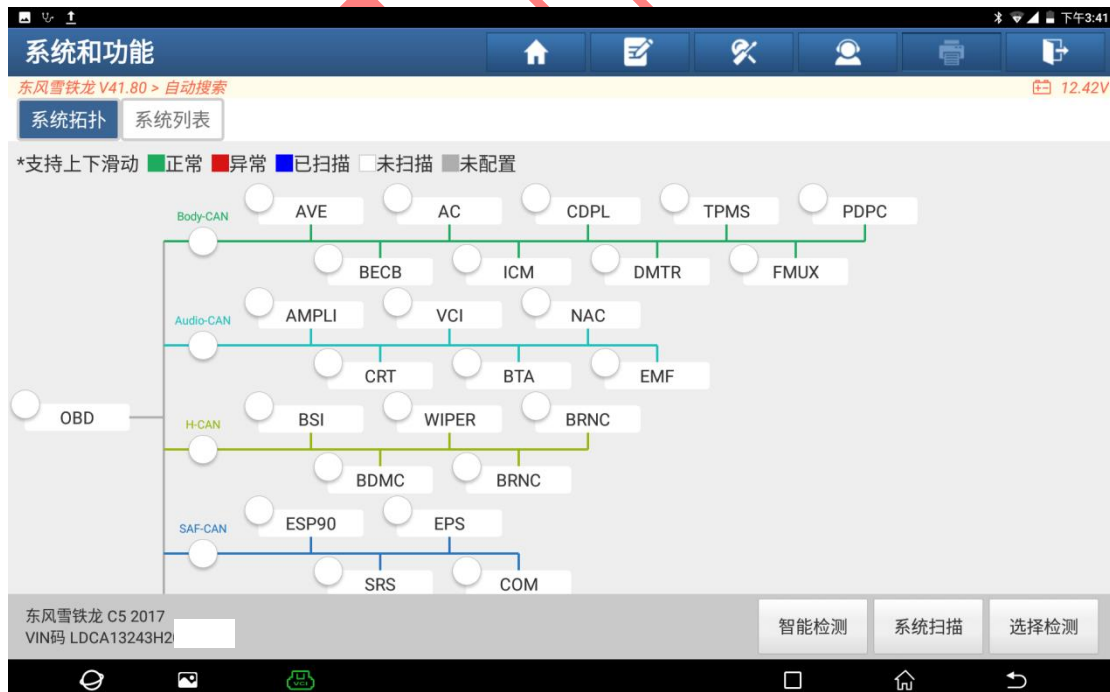 下午3:41
系统和功能
东风雪铁龙 V41.80 > 自动搜索
12.42V
系统拓扑 系统列表
*支持上下滑动 正常 异常 已扫描 未扫描 未配置
AVE AC CDPL TPMS PDPC
Body-CAN
BECB ICM DMTR FMUX
AMPLI VCI NAC
Audio-CAN
CRT BTA EMF
OBD
BSI WIPER BRNC
H-CAN
BDMC BRNC
ESP90 EPS
SAF-CAN
SRS COM
东风雪铁龙 C5 2017
VIN码 LDCA13243H2
智能检测 系统扫描 选择检测
VCI